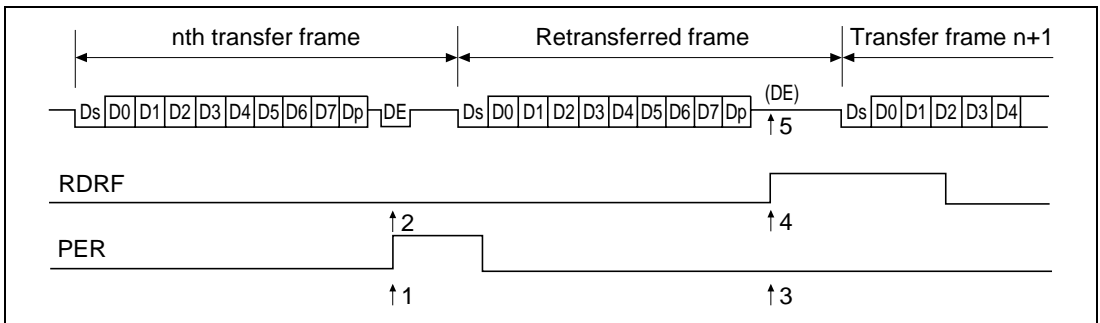 nth transfer frame Retransferred frame Transfer frame n+1
Ds D0 D1 D2 D3 D4 D5 D6 D7 Dp DE Ds D0 D1 D2 D3 D4 D5 D6 D7 Dp (DE) Ds D0 D1 D2 D3 D4
5
RDRF
2 4
PER
1 3